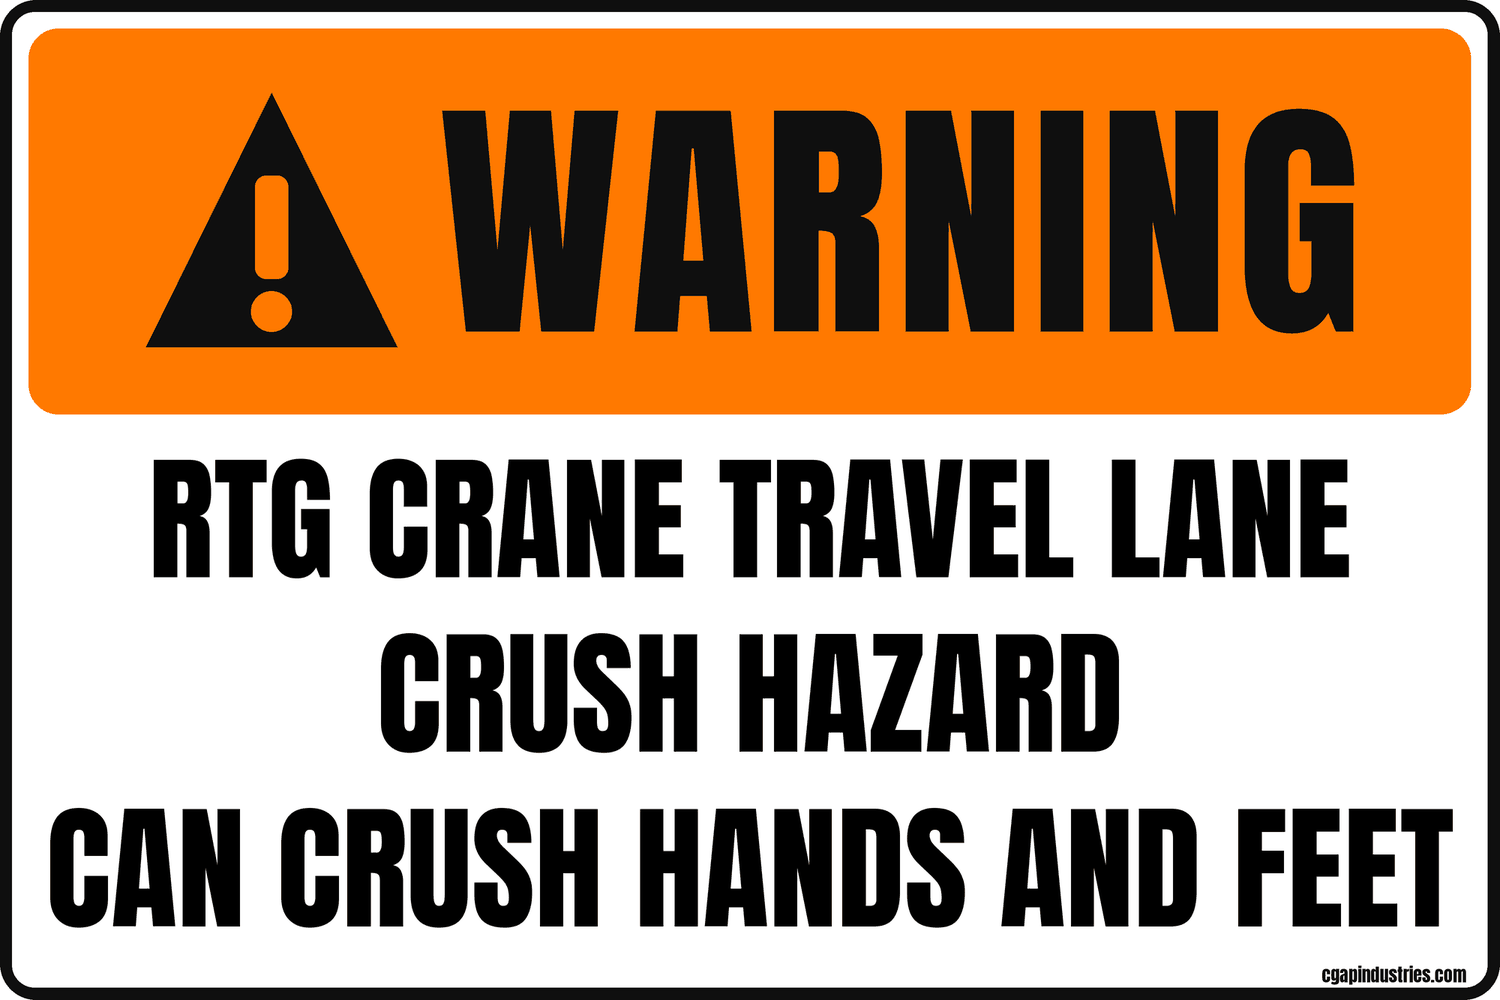 WARNING
RTG CRANE TRAVEL LANE
CRUSH HAZARD
CAN CRUSH HANDS AND FEET
cgapindustries.com